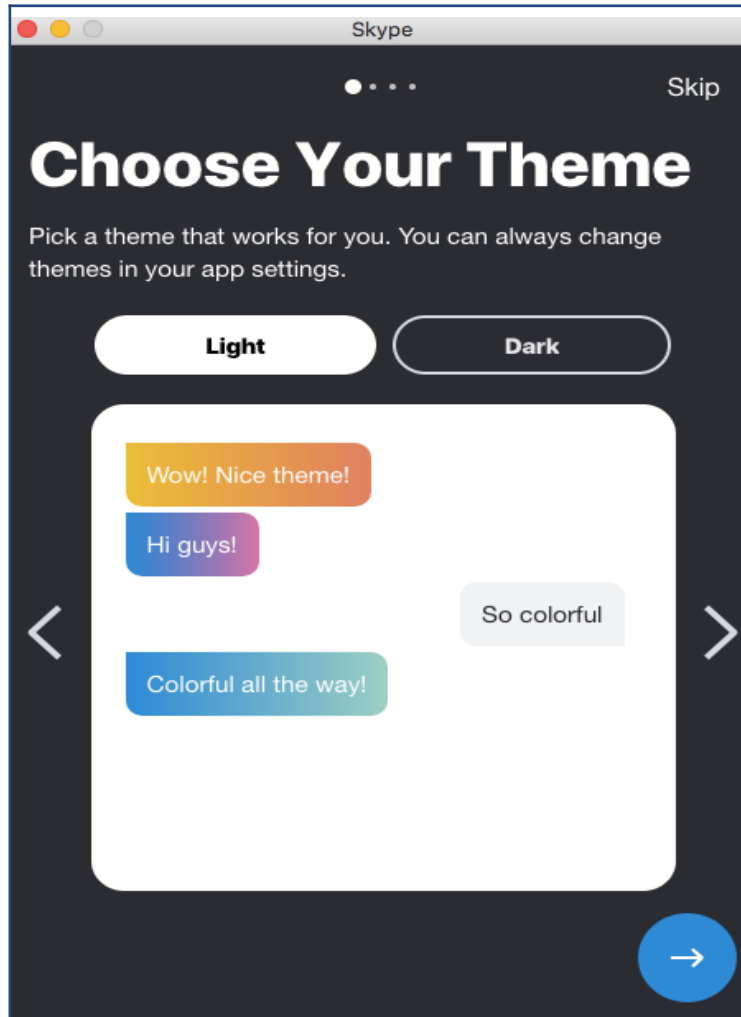 Skype
Skip
Choose Your Theme
Pick a theme that works for you. You can always change
themes in your app settings.
Light
Dark
Wow! Nice theme!
Hi guys!
So colorful
Colorful all the way!